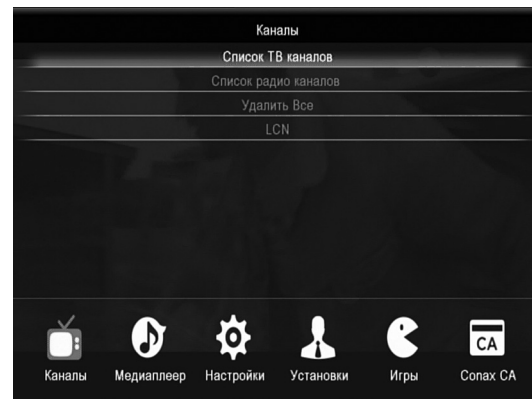 Каналы
Список ТВ каналов
Список радио каналов
Удалить Все
LCN
CA
Каналы Медиаплеер Настройки Установки Игры Conax CA